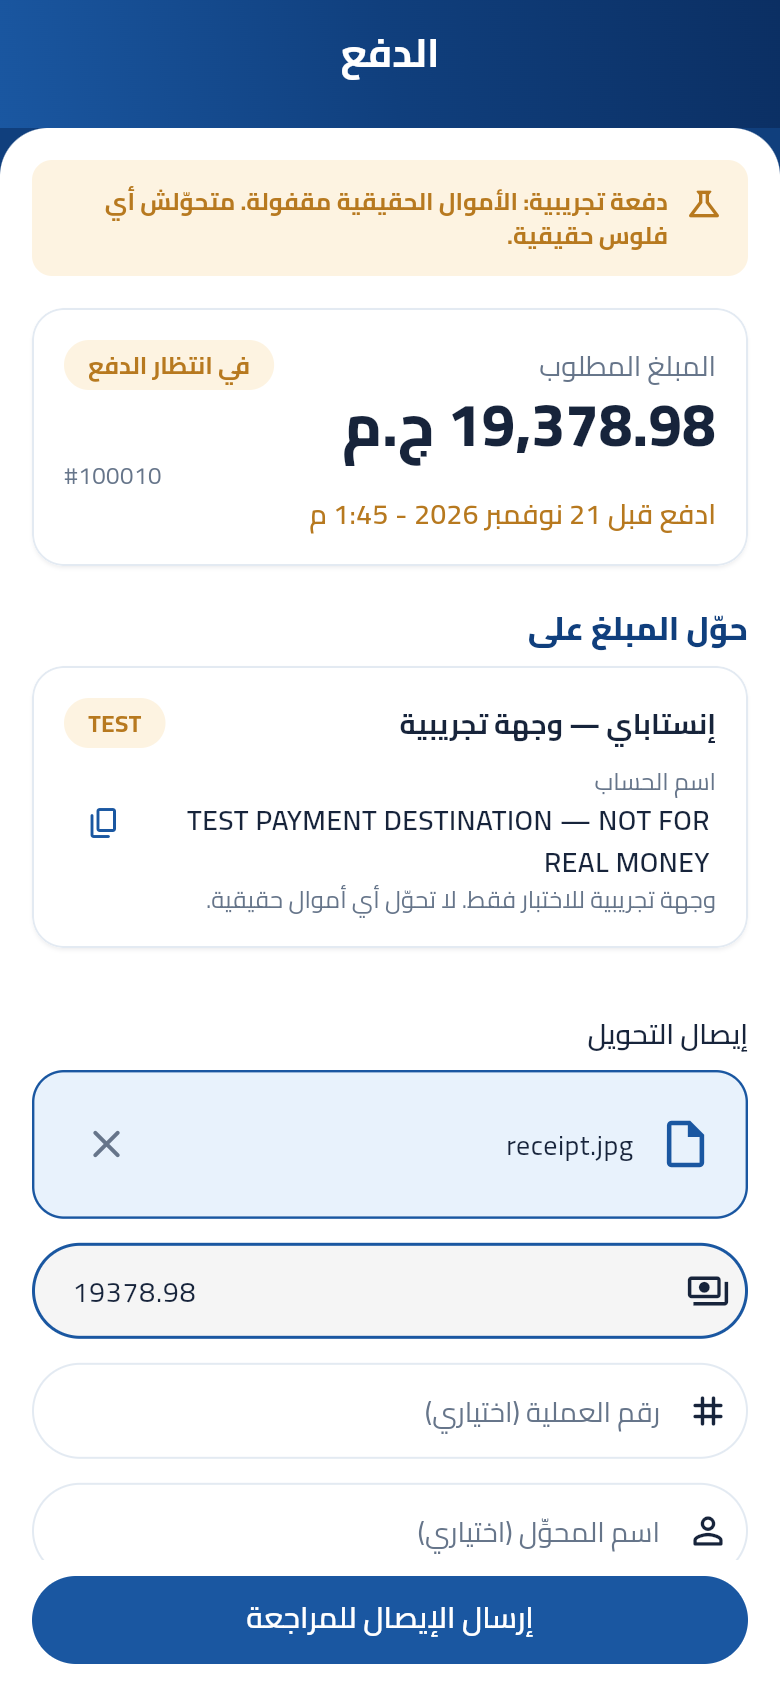 الدفع
دفعة تجريبية: الأموال الحقيقية مقفولة. متحوّلش أي
فلوس حقيقية.
المبلغ المطلوب
في انتظار الدفع
19,378.98 ج.م
#100010
ادفع قبل 21 نوفمبر 2026 - 1:45 م
حوّل المبلغ على
إنستاباي — وجهة تجريبية
TEST
اسم الحساب
TEST PAYMENT DESTINATION — NOT FOR
REAL MONEY
وجهة تجريبية للاختبار فقط. لا تحوّل أي أموال حقيقية.
إيصال التحويل
receipt.jpg
19378.98
رقم العملية (اختياري)
اسم المحوِّل (اختياري)
إرسال الإيصال للمراجعة